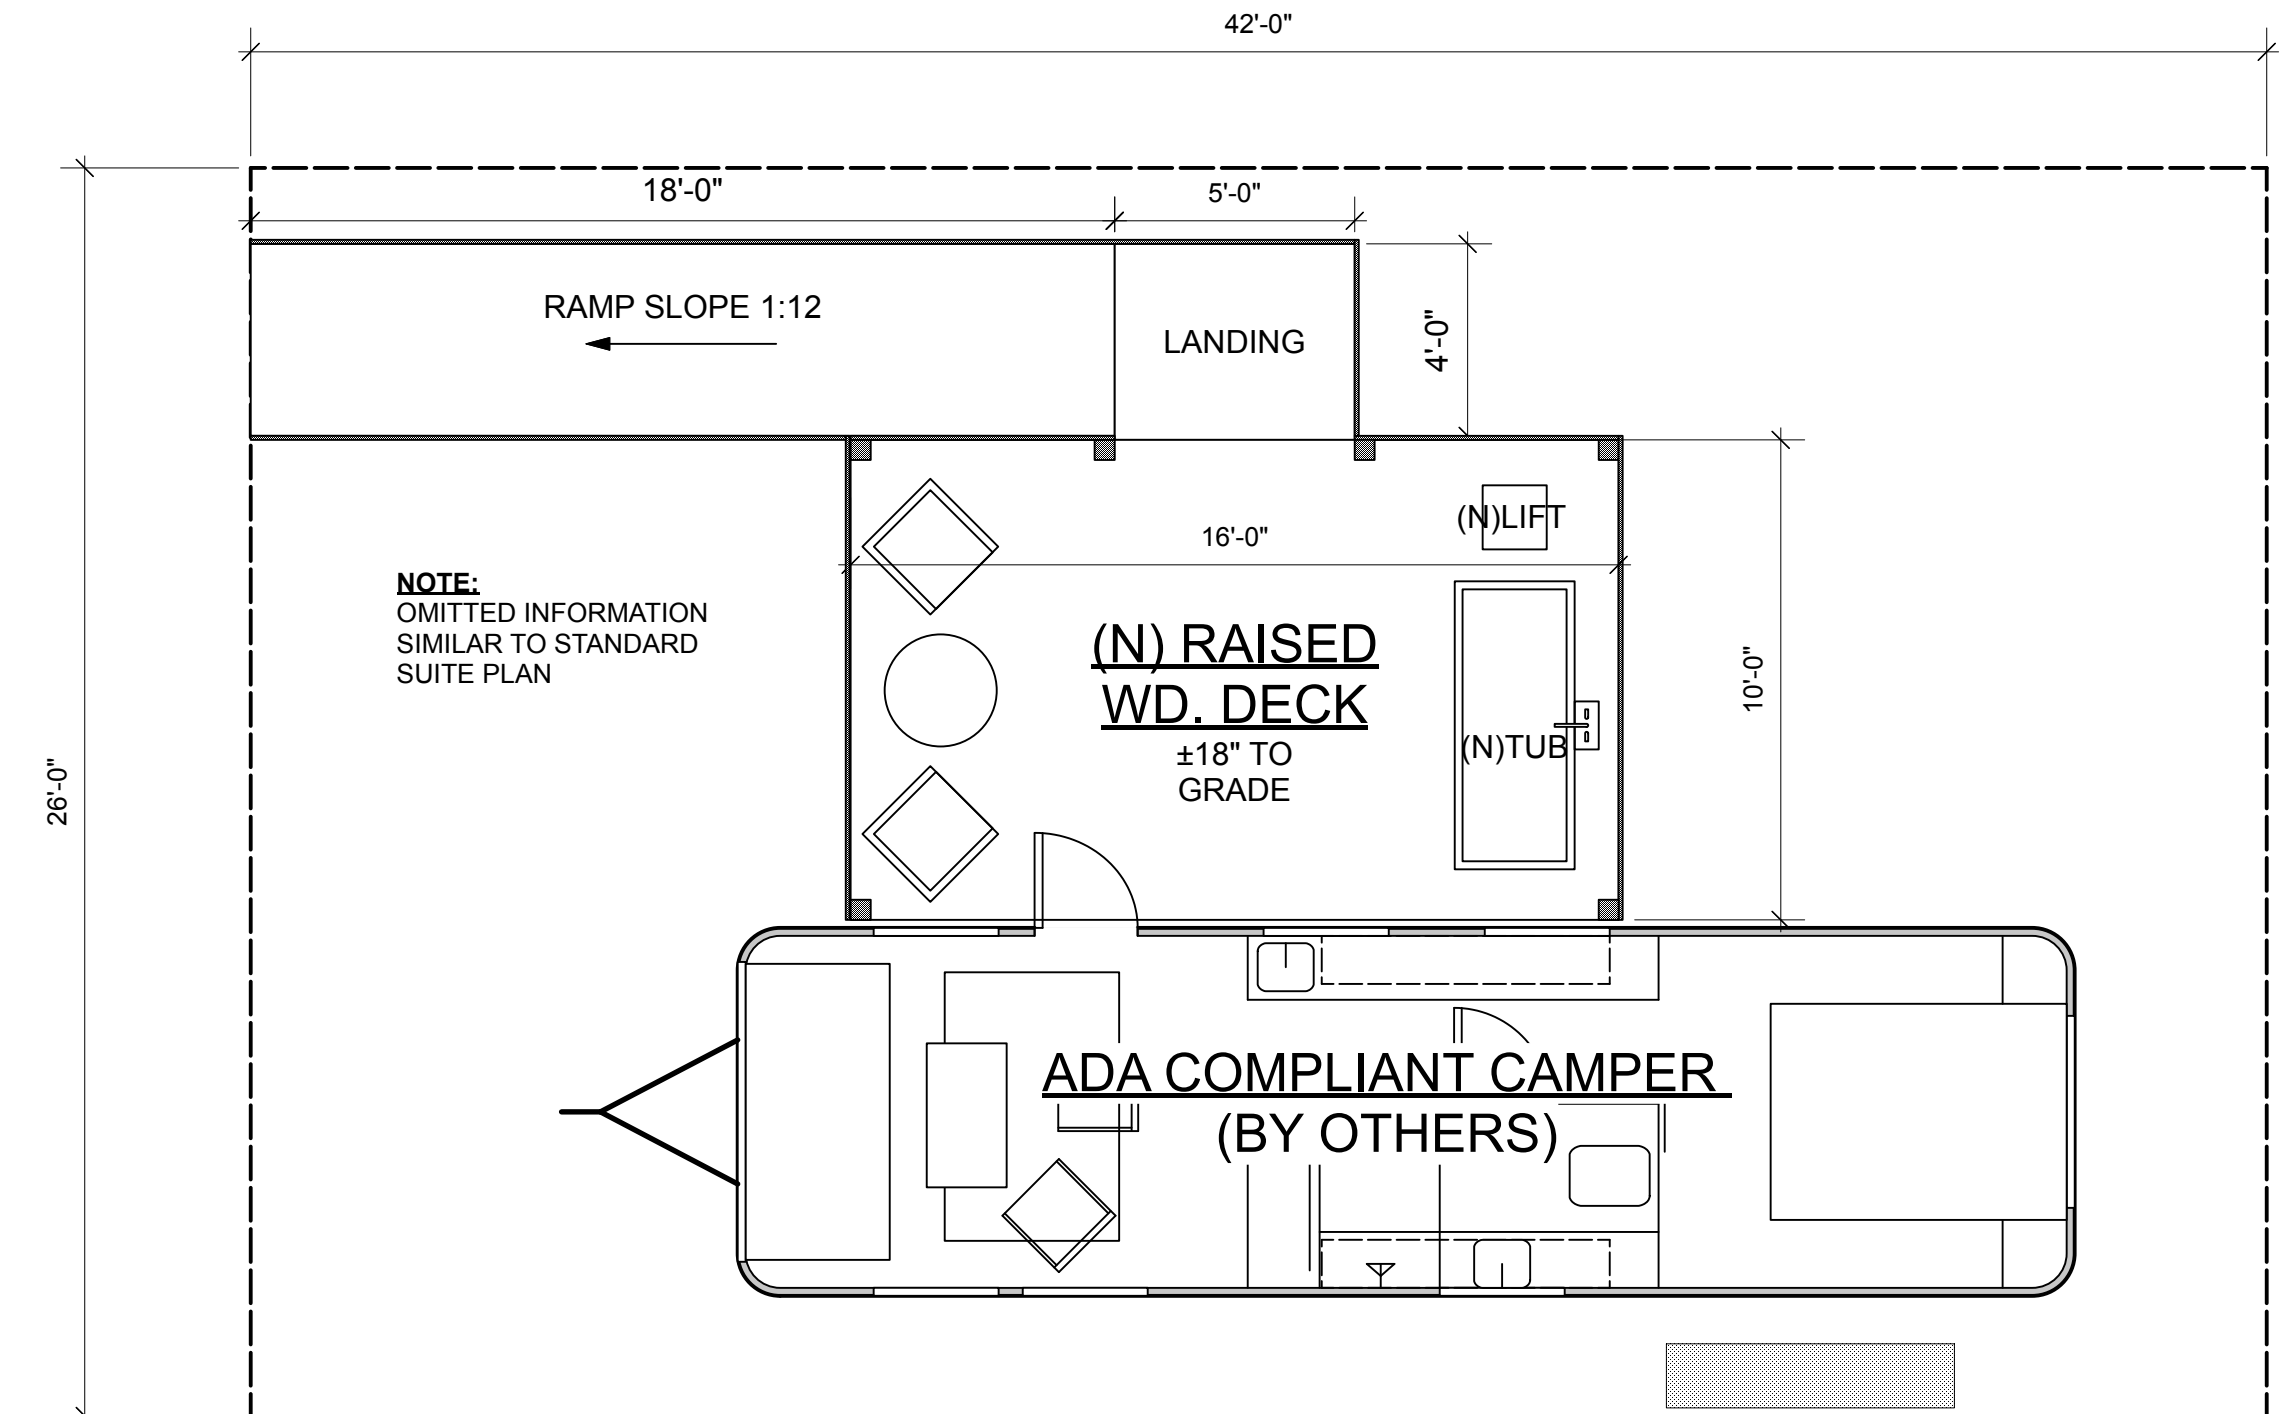 42'-0"
18'-0"
5'-0"
RAMP SLOPE 1:12
LANDING
4'-0"
(N)LIFT
16'-0"
NOTE:
OMITTED INFORMATION
SIMILAR TO STANDARD
SUITE PLAN
(N) RAISED
WD. DECK
±18" TO
GRADE
(N)TUB
10'-0"
26'-0"
ADA COMPLIANT CAMPER
(BY OTHERS)